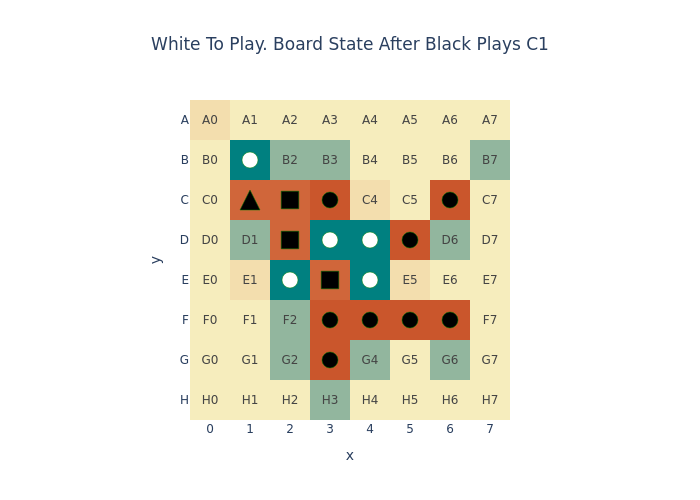 White To Play. Board State After Black Plays C1
A A0 A1 A2 A3 A4 A5 A6 A7
B B0 B2 B3 B4 B5 B6 B7
C C0 C4 C5 C7
D D0 D1 D6 D7
y
E E0 E1 E5 E6 E7
F F0 F1 F2 F7
G G0 G1 G2 G4 G5 G6 G7
H H0 H1 H2 H3 H4 H5 H6 H7
0 1 2 3 4 5 6 7
x